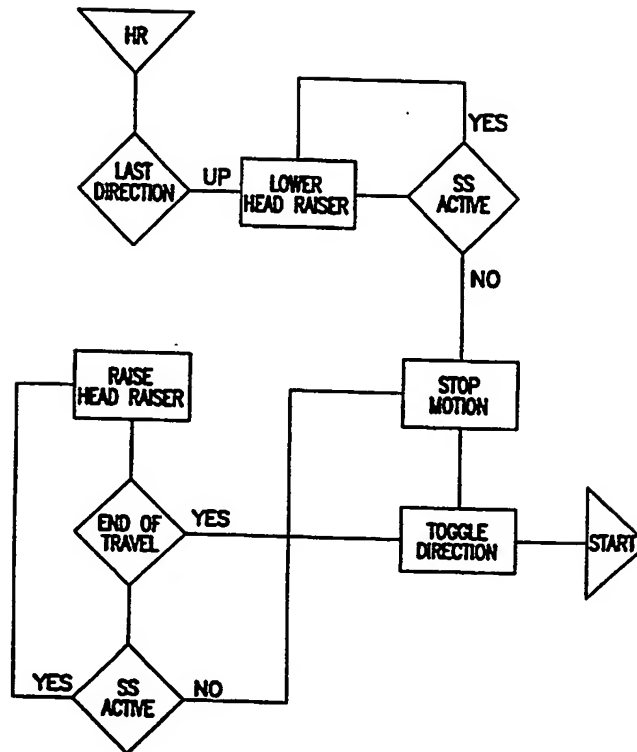 HR
LAST
DIRECTION
UP
LOWER
HEAD RAISER
YES
SS
ACTIVE
NO
RAISE
HEAD RAISER
STOP
MOTION
END OF
TRAVEL
YES
TOGGLE
DIRECTION
START
YES
SS
ACTIVE
NO